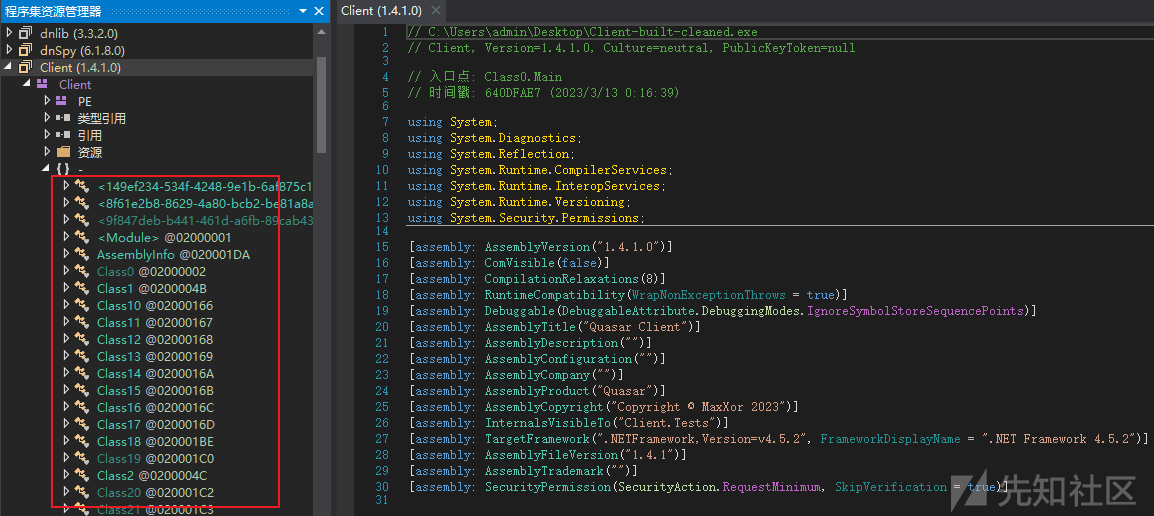 程序集资源管理器
dnlib (3.3.2.0)
dnSpy (6.1.8.0)
Client (1.4.1.0)
Client
PE
类型引用
引用
资源
{ } -
<149ef234-534f-4248-9e1b-6af875c1
<8f61e2b8-8629-4a80-bcb2-be81a8a
<9f847deb-b441-461d-a6fb-89cab43
<Module> @02000001
AssemblyInfo @020001DA
Class0 @02000002
Class1 @0200004B
Class10 @02000166
Class11 @02000167
Class12 @02000168
Class13 @02000169
Class14 @0200016A
Class15 @0200016B
Class16 @0200016C
Class17 @0200016D
Class18 @020001BE
Class19 @020001C0
Class2 @0200004C
Class20 @020001C2
Class21 @020001C3
Client (1.4.1.0)
1 // C:\Users\admin\Desktop\Client-built-cleaned.exe
2 // Client, Version=1.4.1.0, Culture=neutral, PublicKeyToken=null
3
4 // 入口点: Class0.Main
5 // 时间戳: 640DFAE7 (2023/3/13 0:16:39)
6
7 using System;
8 using System.Diagnostics;
9 using System.Reflection;
10 using System.Runtime.CompilerServices;
11 using System.Runtime.InteropServices;
12 using System.Runtime.Versioning;
13 using System.Security.Permissions;
14
15 [assembly: AssemblyVersion("1.4.1.0")]
16 [assembly: ComVisible(false)]
17 [assembly: CompilationRelaxations(8)]
18 [assembly: RuntimeCompatibility(WrapNonExceptionThrows = true)]
19 [assembly: Debuggable(DebuggableAttribute.DebuggingModes.IgnoreSymbolStoreSequencePoints)]
20 [assembly: AssemblyTitle("Quasar Client")]
21 [assembly: AssemblyDescription("")]
22 [assembly: AssemblyConfiguration("")]
23 [assembly: AssemblyCompany("")]
24 [assembly: AssemblyProduct("Quasar")]
25 [assembly: AssemblyCopyright("Copyright © MaxXor 2023")]
26 [assembly: InternalsVisibleTo("Client.Tests")]
27 [assembly: TargetFramework(".NETFramework,Version=v4.5.2", FrameworkDisplayName = ".NET Framework 4.5.2")]
28 [assembly: AssemblyFileVersion("1.4.1")]
29 [assembly: AssemblyTrademark("")]
30 [assembly: SecurityPermission(SecurityAction.RequestMinimum, SkipVerification = true)]
31
先知社区